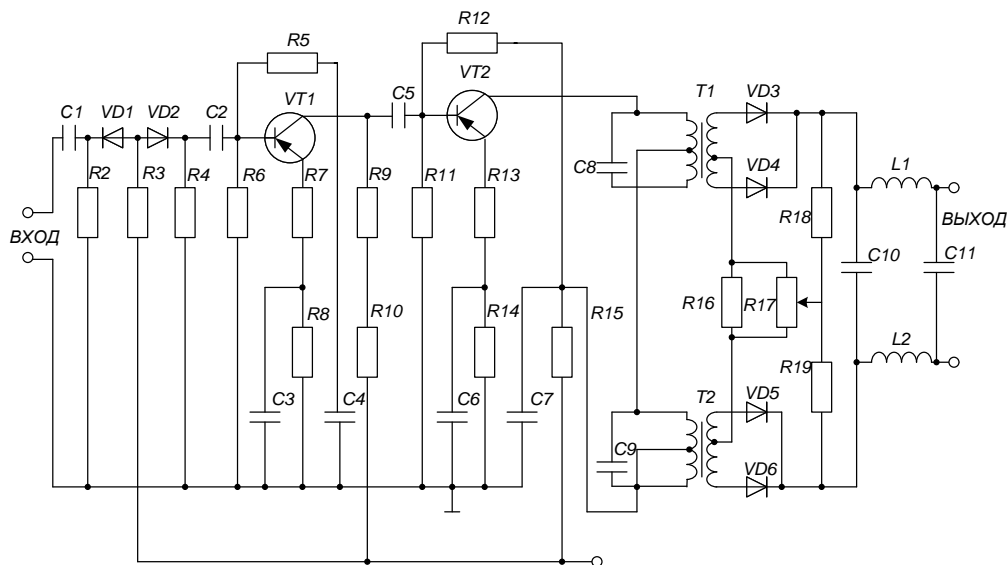 R12
R5
VT2
C1
VD1
VD2
C2
VT1
C5
T1
VD3
R2
R3
R4
R6
R7
R9
R11
R13
C8
VD4
L1
R18
ВХОД
ВЫХОД
C10
C11
R16
R17
R8
R10
R14
R15
L2
R19
C3
C4
C6
C7
T2
VD5
C9
VD6